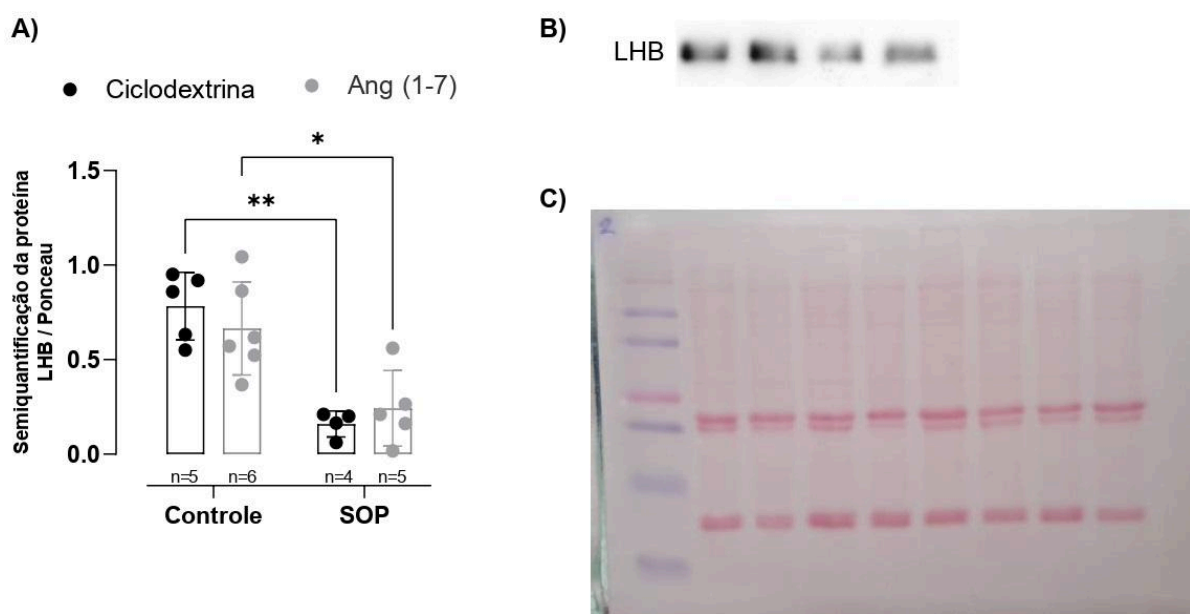 A)
Ciclodextrina
Ang (1-7)
Semiquantificação da proteína
LHB / Ponceau
1.5
1.0
0.5
0.0
*
**
n=5
n=6
n=4
n=5
Controle
SOP
B)
LHB
C)
2